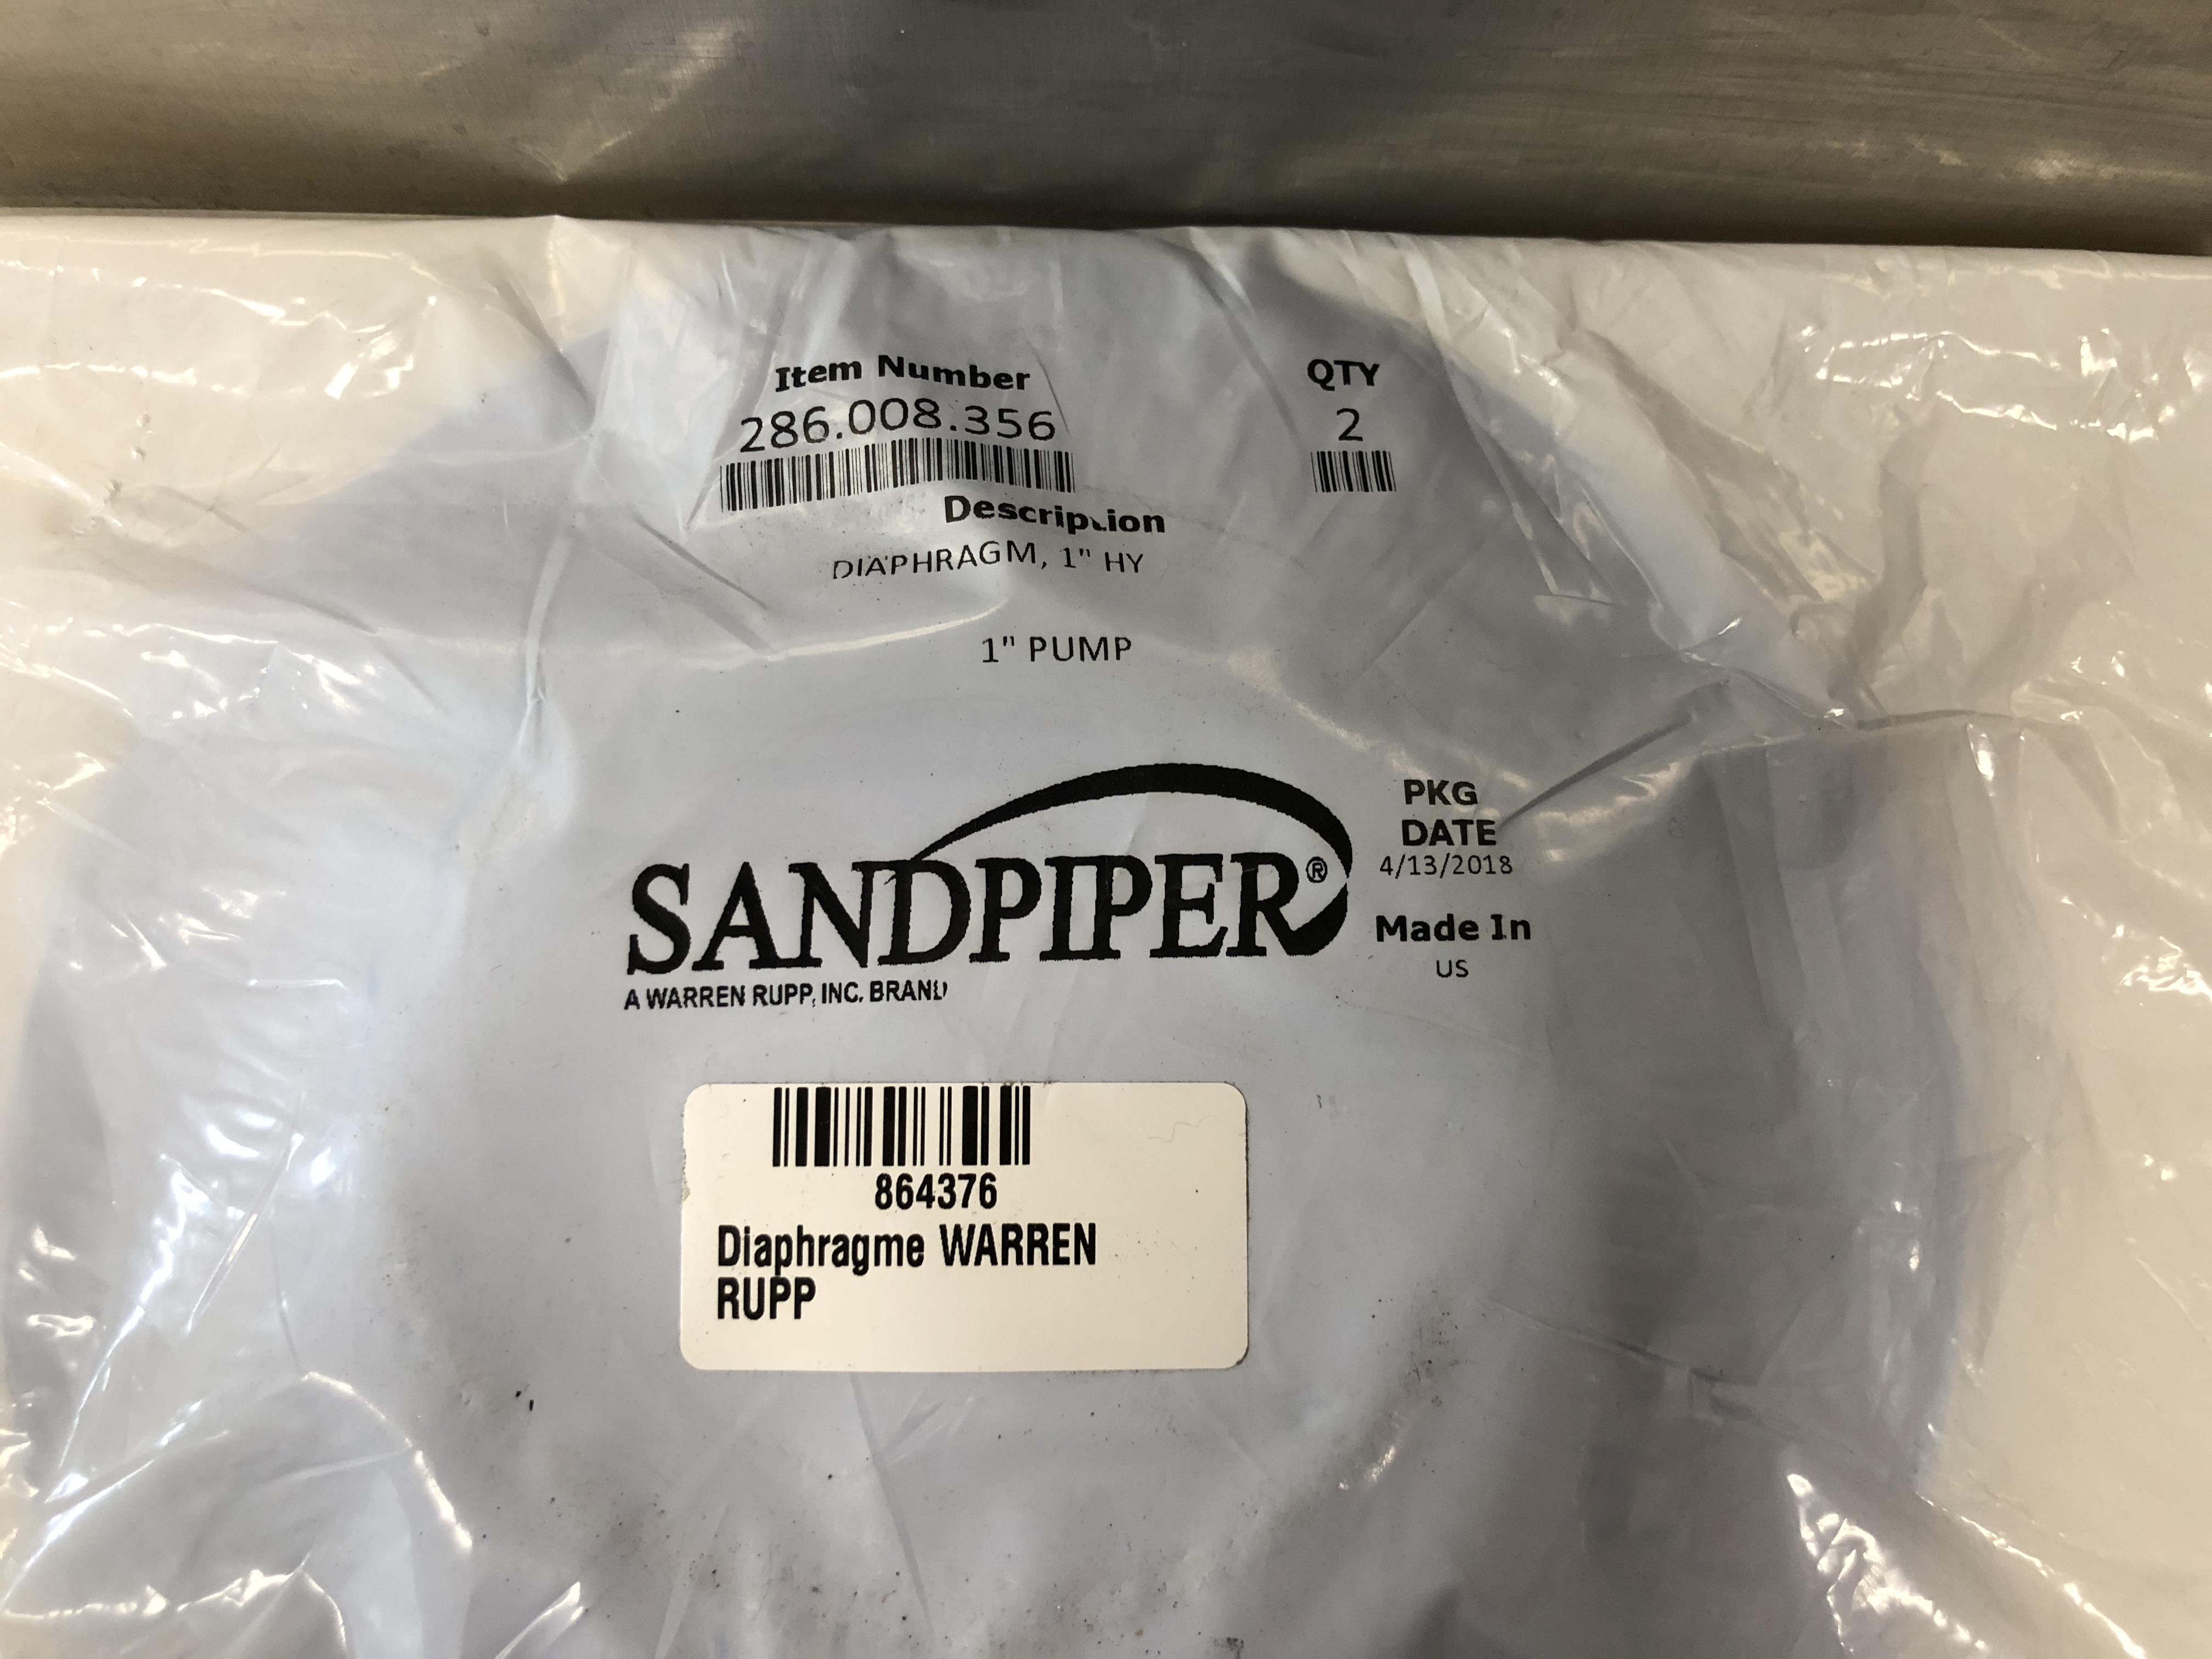 Item Number
286.008.356
QTY
2
Description
DIAPHRAGM, 1" HY
1" PUMP
SANDPIPER®
A WARREN RUPP, INC. BRAND
PKG
DATE
4/13/2018
Made In
US
864376
Diaphragme WARREN
RUPP